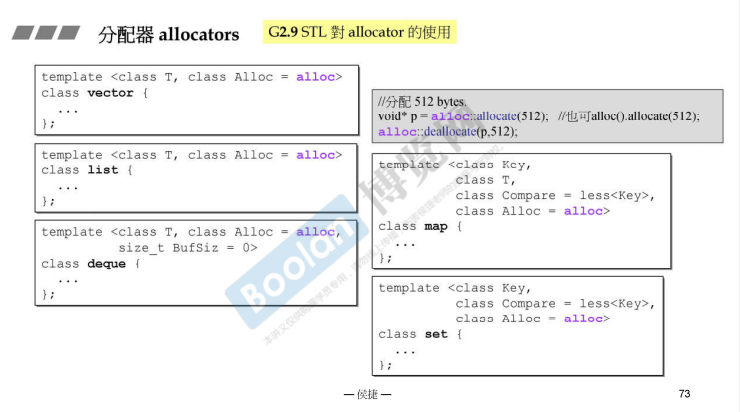 分配器 allocators
G2.9 STL 對 allocator 的使用
template <class T, class Alloc = alloc>
class vector {
...
};
template <class T, class Alloc = alloc>
class list {
...
};
template <class T, class Alloc = alloc,
size_t BufSiz = 0>
class deque {
...
};
//分配 512 bytes.
void* p = alloc::allocate(512); //也可alloc().allocate(512);
alloc::deallocate(p,512);
template <class Key,
class T,
class Compare = less<Key>,
class Alloc = alloc>
class map {
...
};
template <class Key,
class Compare = less<Key>,
class Alloc = alloc>
class set {
...
};
Boolan
博览网
— 侯捷 —
73